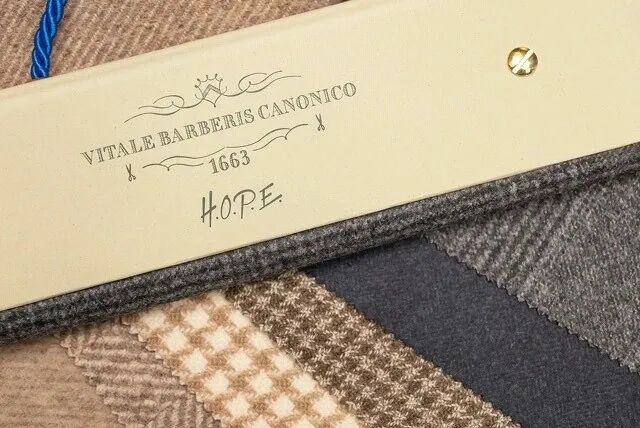 VITALE BARBERIS CANONICO
1663
H.O.P.E.